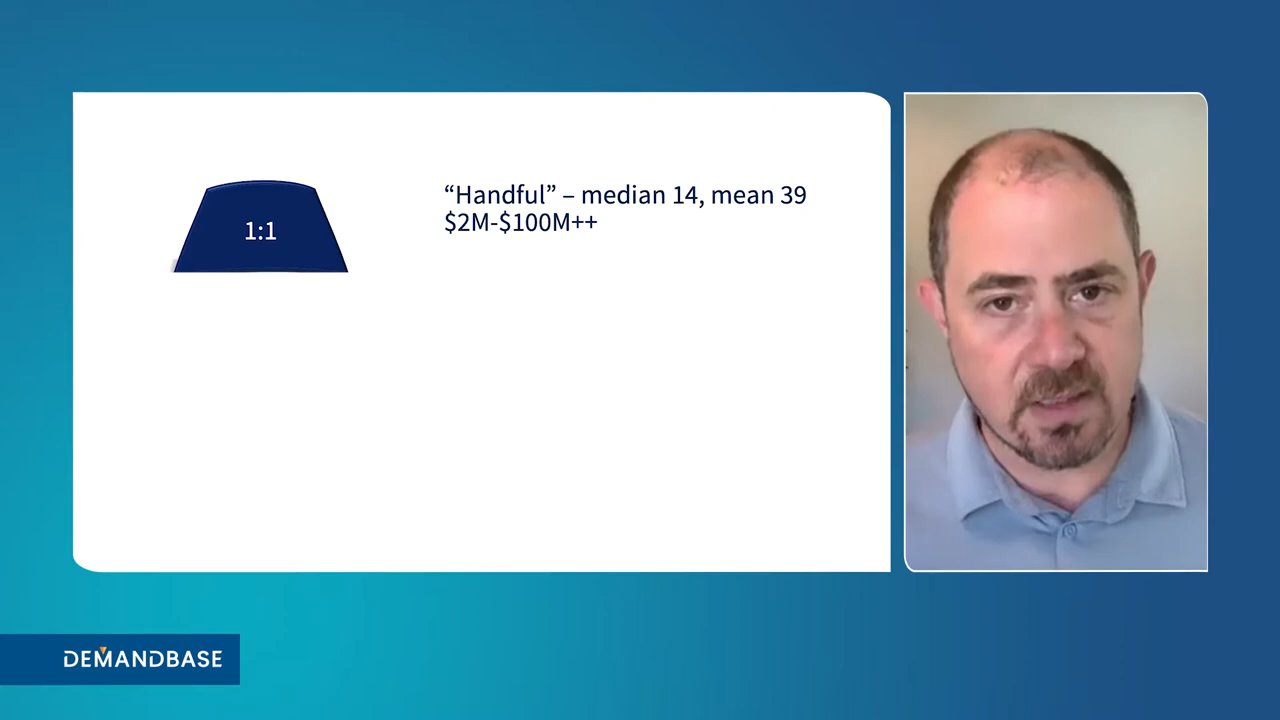 1:1
“Handful” – median 14, mean 39
$2M-$100M++
DEMANDBASE